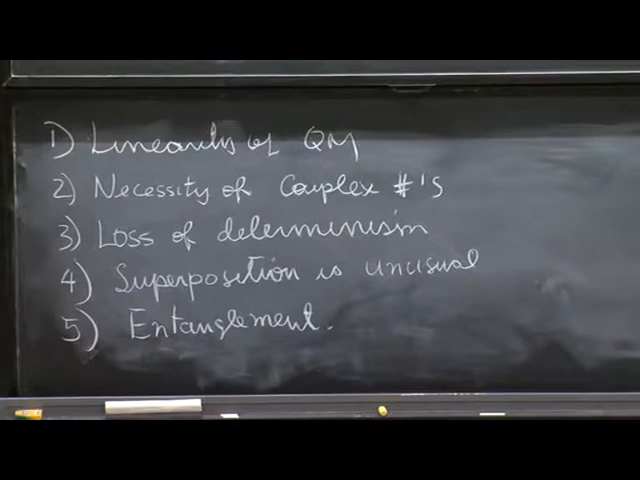 1) Linearity of QM
2) Necessity of Complex #'s
3) Loss of determinism
4) Superposition is unusual
5) Entanglement.